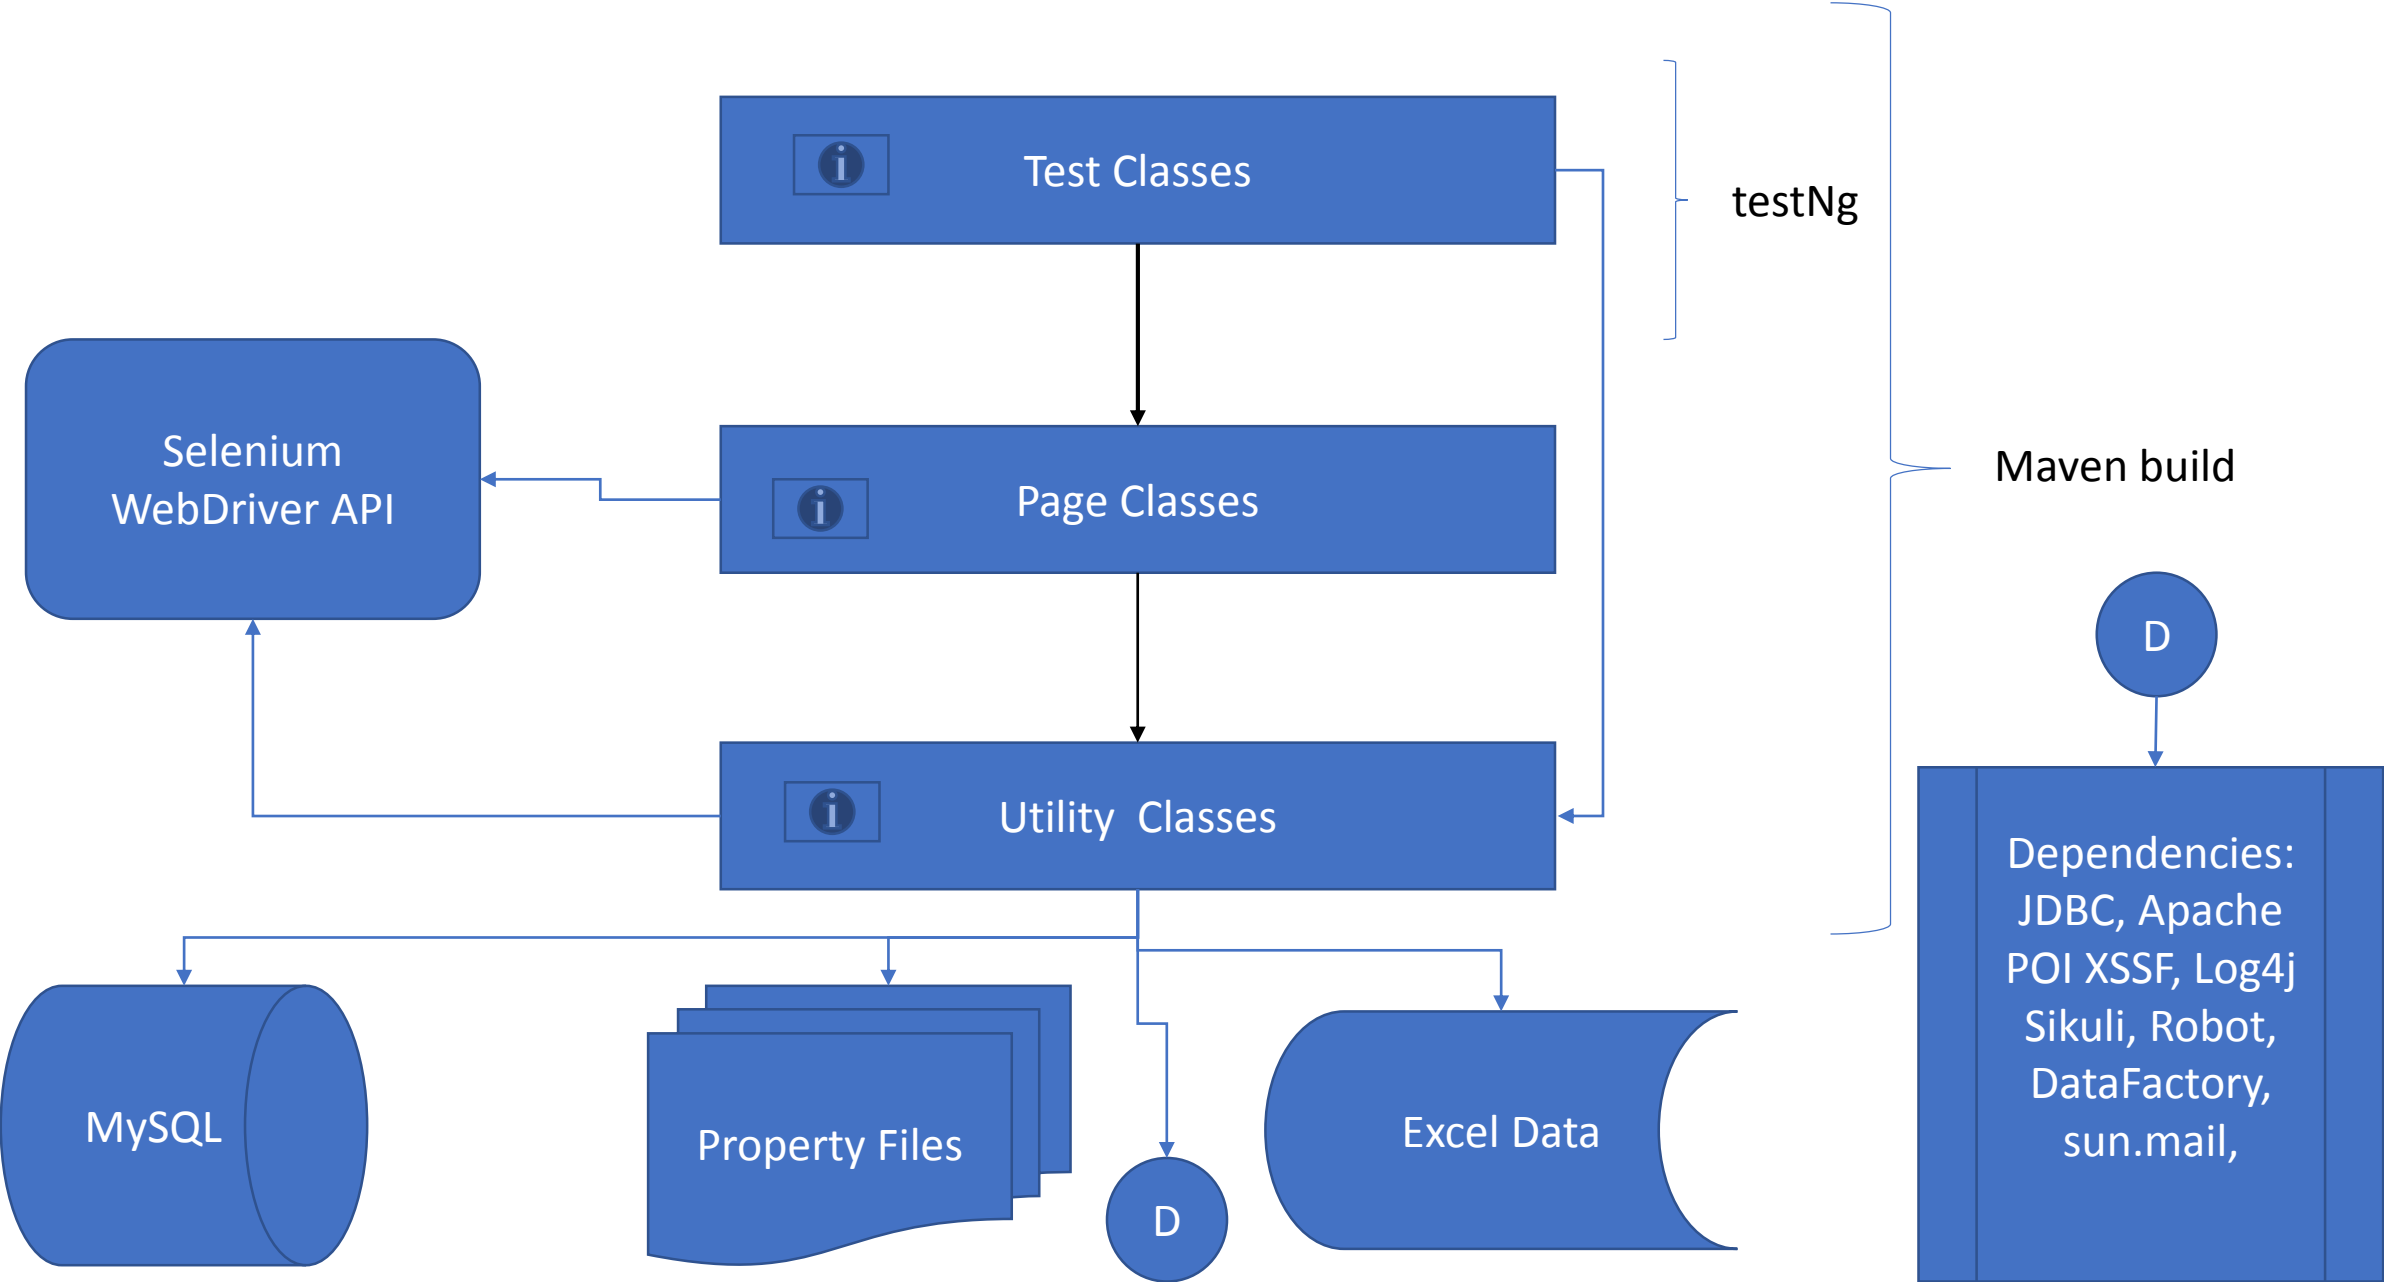 Test Classes
testNg
Selenium
WebDriver API
Page Classes
Maven build
D
Utility  Classes
Dependencies:
JDBC, Apache
POI XSSF, Log4j
Sikuli, Robot,
DataFactory,
sun.mail,
MySQL
Property Files
D
Excel Data